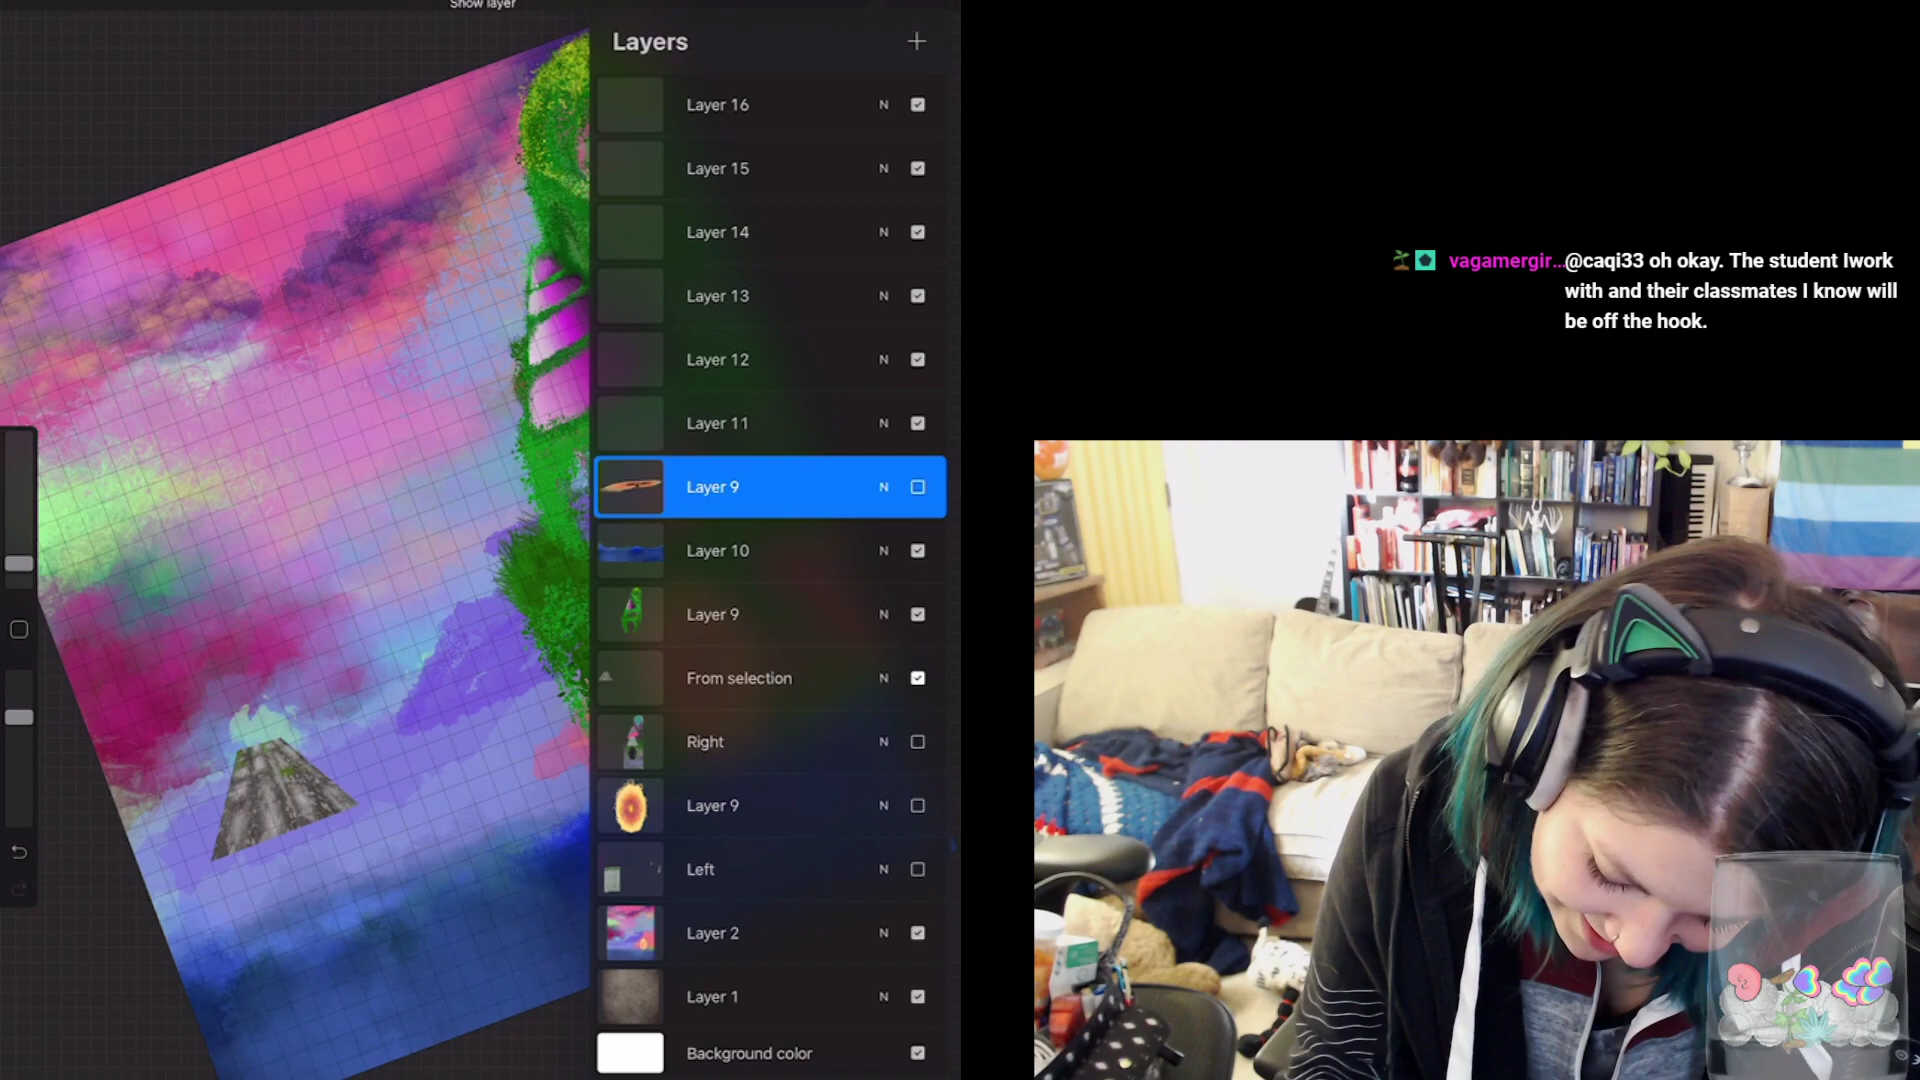 Show layer
Layers
Layer 16 N
Layer 15 N
Layer 14 N
Layer 13 N
Layer 12 N
Layer 11 N
Layer 9 N
Layer 10 N
Layer 9 N
From selection N
Right N
Layer 9 N
Left N
Layer 2 N
Layer 1 N
Background color
vagamergir... @caqi33 oh okay. The student Iwork
with and their classmates I know will
be off the hook.